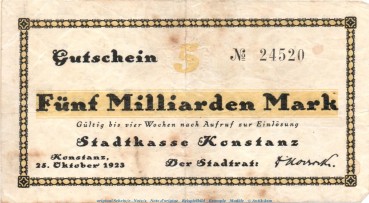 Gutschein 5 № 24520
Fünf Milliarden Mark
Gültig bis vier Wochen nach Aufruf zur Einlösung
Stadtkasse Konstanz
Konstanz, Der Stadtrat:
25. Oktober 1923